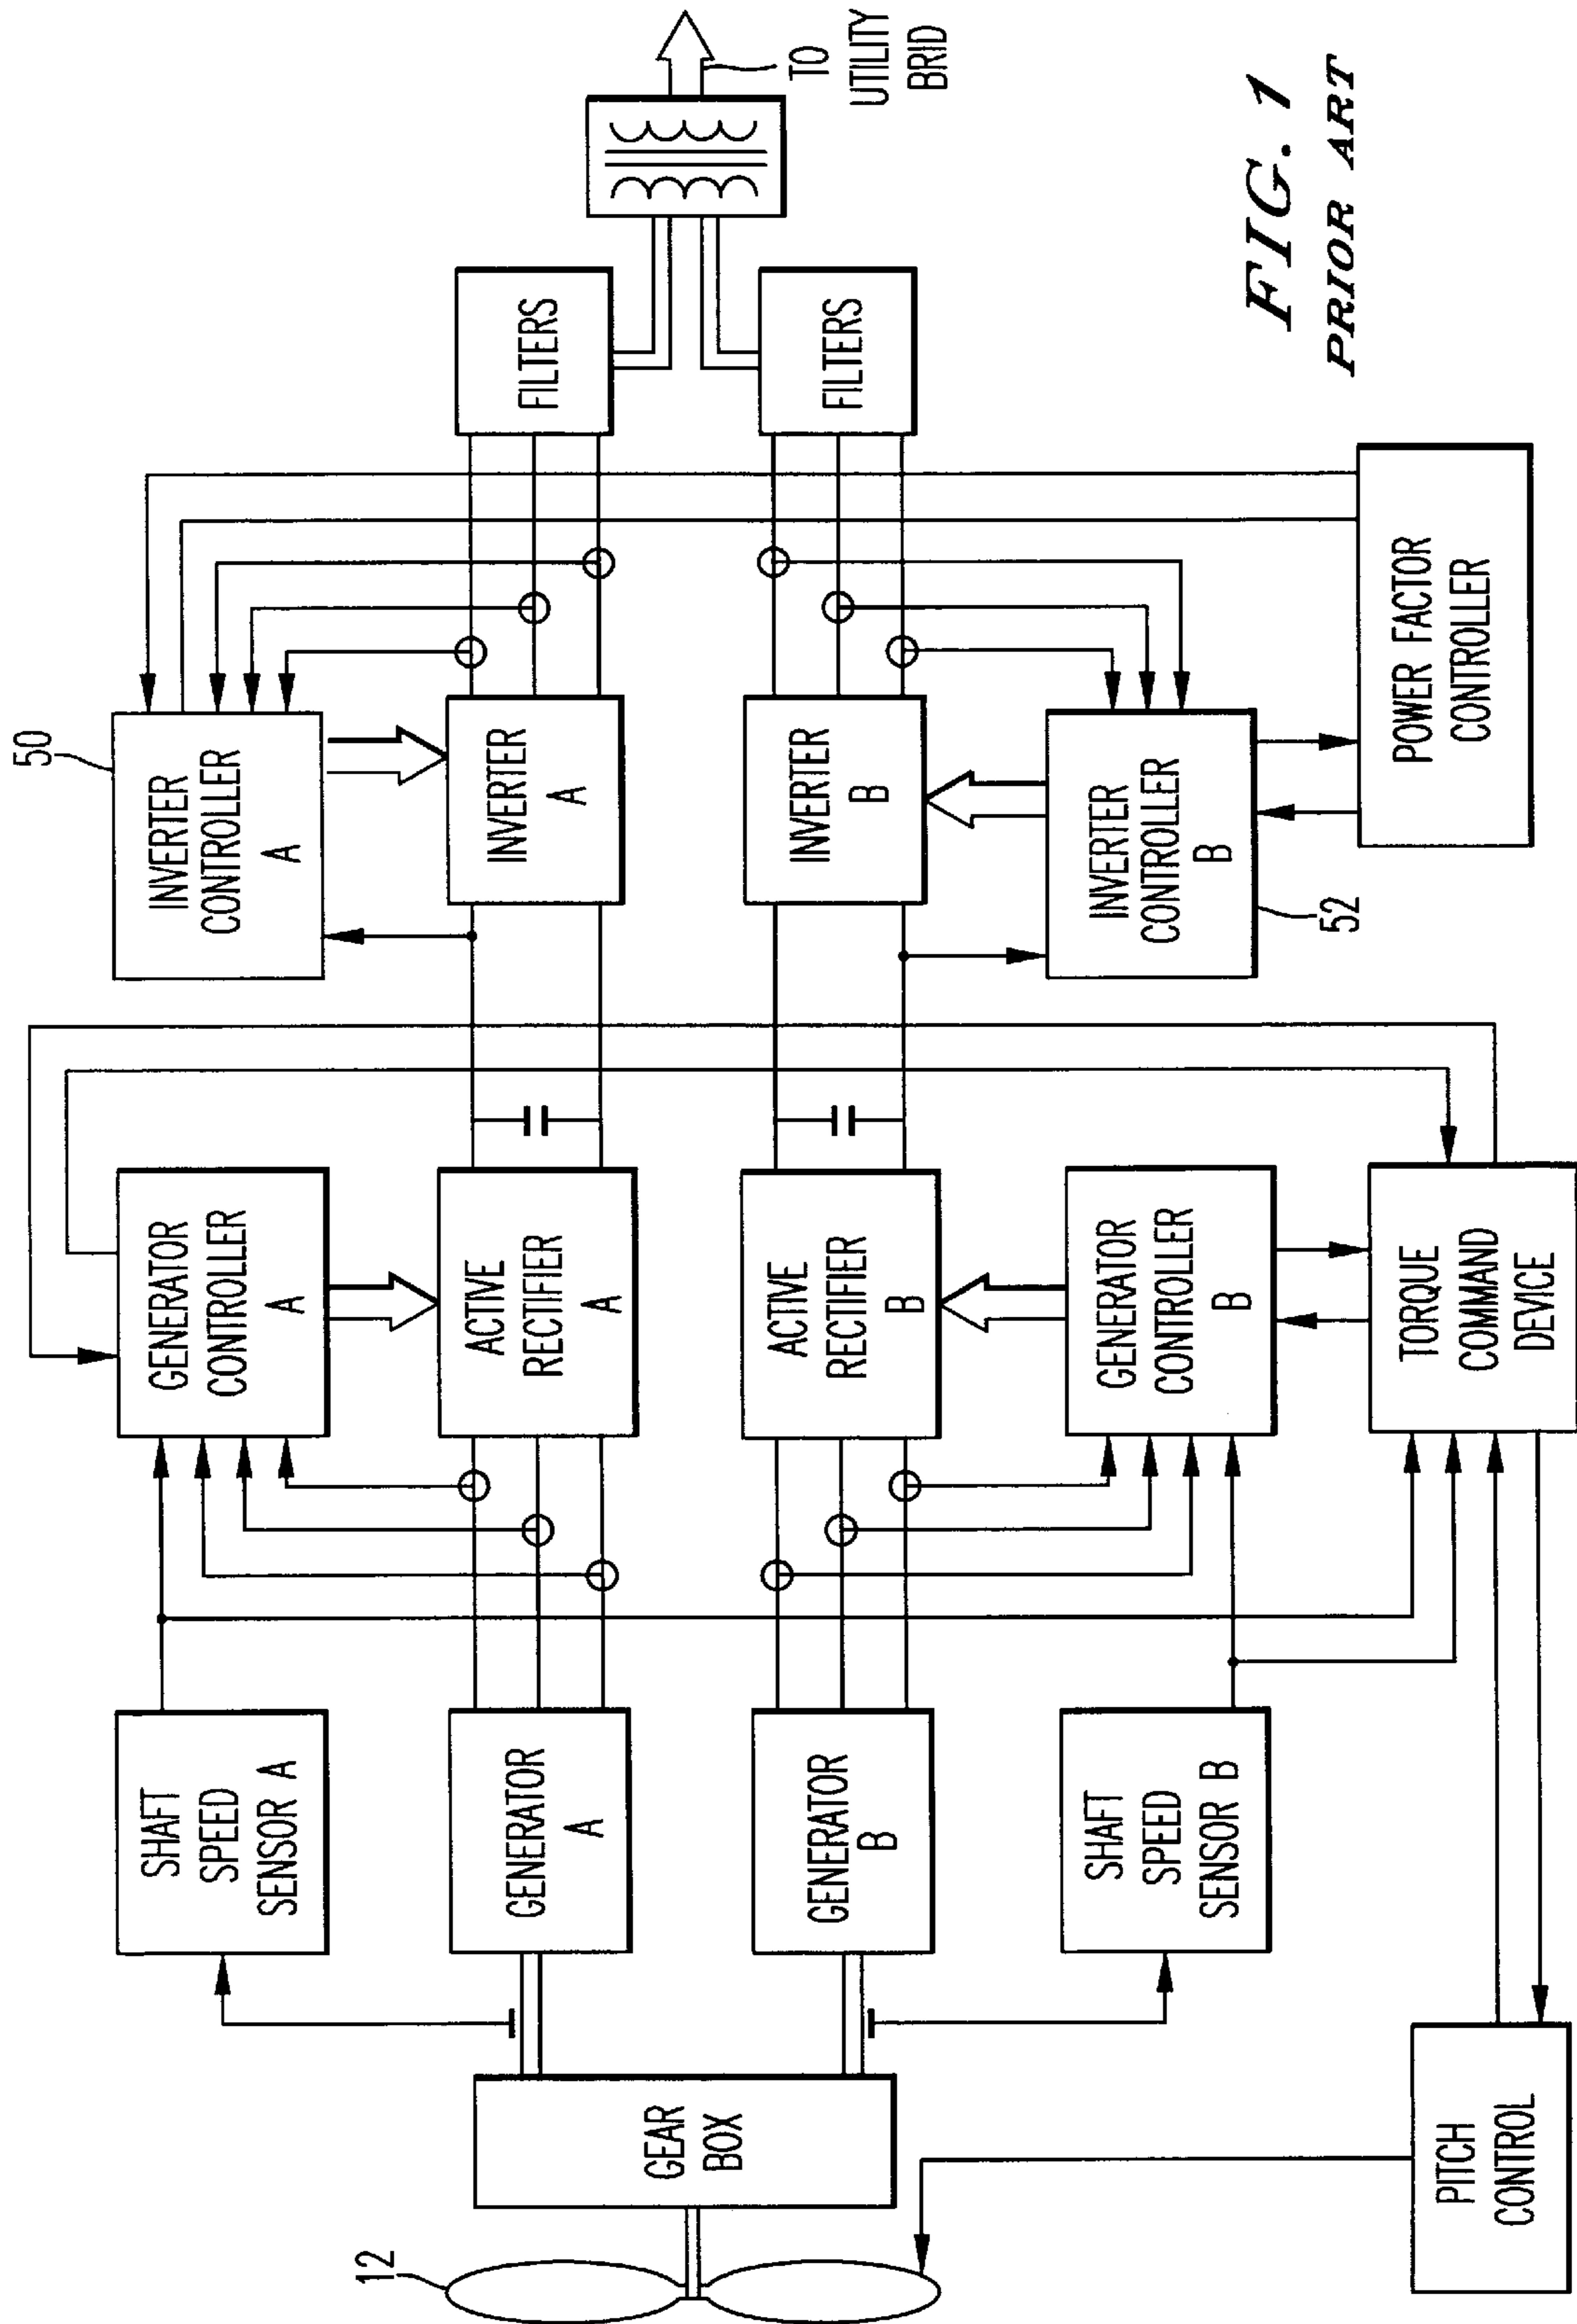 12
GEAR
BOX
PITCH
CONTROL
SHAFT
SPEED
SENSOR A
GENERATOR
A
GENERATOR
B
SHAFT
SPEED
SENSOR B
GENERATOR
CONTROLLER
A
ACTIVE
RECTIFIER
A
ACTIVE
RECTIFIER
B
GENERATOR
CONTROLLER
B
TORQUE
COMMAND
DEVICE
50
INVERTER
CONTROLLER
A
INVERTER
A
INVERTER
B
INVERTER
CONTROLLER
B
52
POWER FACTOR
CONTROLLER
FILTERS
FILTERS
TO
UTILITY
BRID
FIG. 1
PRIOR ART